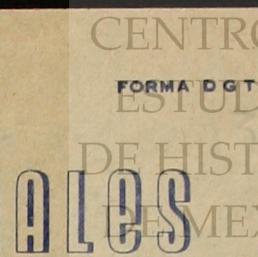 CENTRO
FORMA DGT
ESTUD
DE HIST
ALES
DE MEX